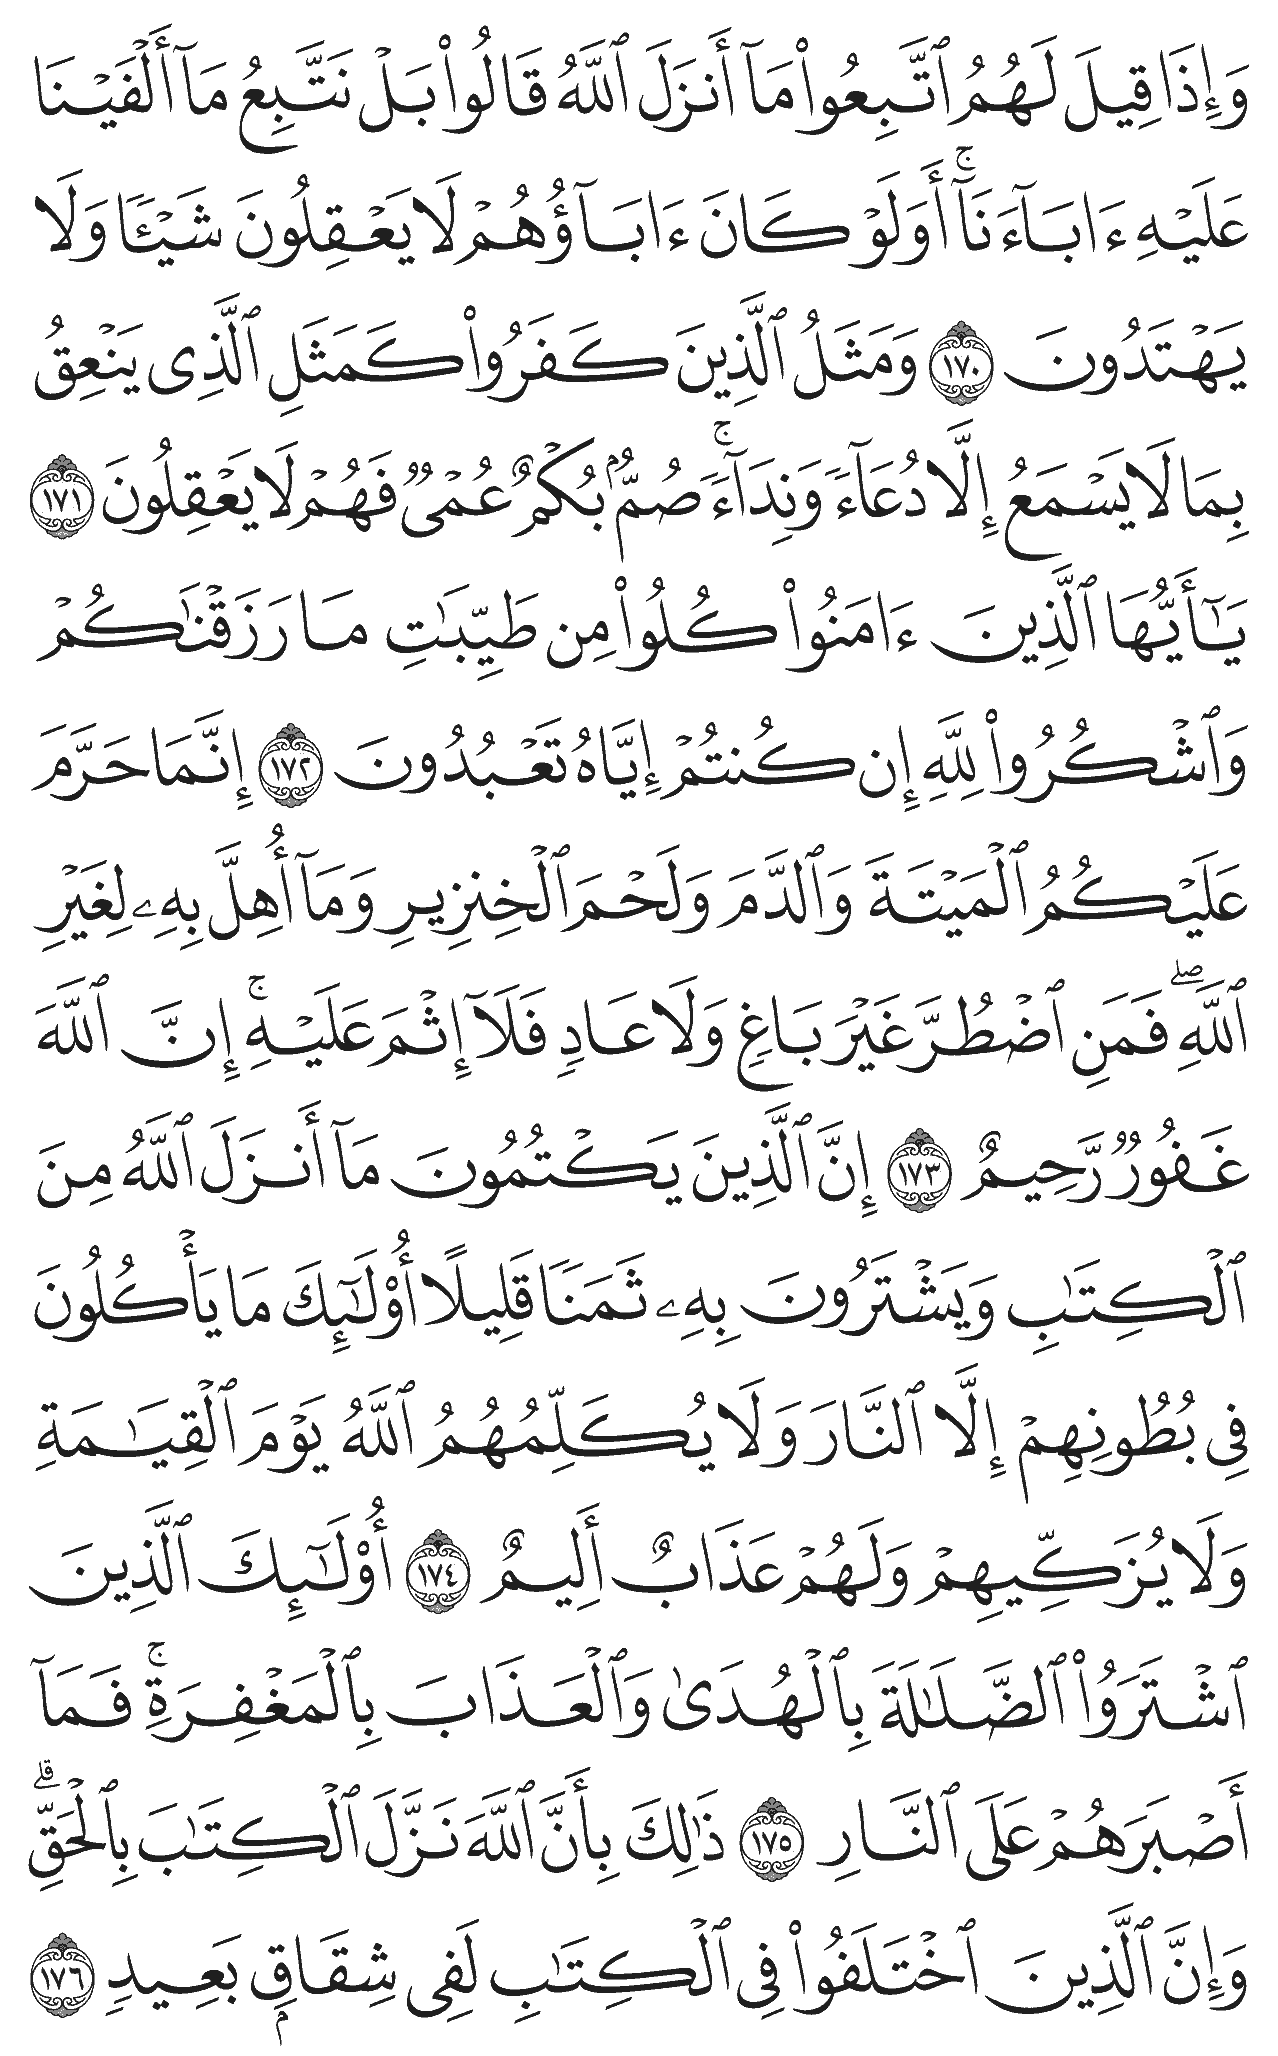 وَإِذَا قِيلَ لَهُمُ ٱتَّبِعُوا۟ مَآ أَنزَلَ ٱللَّهُ قَالُوا۟ بَلْ نَتَّبِعُ مَآ أَلْفَيْنَا
عَلَيْهِ ءَابَآءَنَآ ۚ أَوَلَوْ كَانَ ءَابَآؤُهُمْ لَا يَعْقِلُونَ شَيْـًٔا وَلَا
يَهْتَدُونَ ١٧٠ وَمَثَلُ ٱلَّذِينَ كَفَرُوا۟ كَمَثَلِ ٱلَّذِى يَنْعِقُ
بِمَا لَا يَسْمَعُ إِلَّا دُعَآءً وَنِدَآءً ۚ صُمٌّۢ بُكْمٌ عُمْىٌ فَهُمْ لَا يَعْقِلُونَ ١٧١
يَـٰٓأَيُّهَا ٱلَّذِينَ ءَامَنُوا۟ كُلُوا۟ مِن طَيِّبَـٰتِ مَا رَزَقْنَـٰكُمْ
وَٱشْكُرُوا۟ لِلَّهِ إِن كُنتُمْ إِيَّاهُ تَعْبُدُونَ ١٧٢ إِنَّمَا حَرَّمَ
عَلَيْكُمُ ٱلْمَيْتَةَ وَٱلدَّمَ وَلَحْمَ ٱلْخِنزِيرِ وَمَآ أُهِلَّ بِهِۦ لِغَيْرِ
ٱللَّهِ ۖ فَمَنِ ٱضْطُرَّ غَيْرَ بَاغٍ وَلَا عَادٍ فَلَآ إِثْمَ عَلَيْهِ ۚ إِنَّ ٱللَّهَ
غَفُورٌ رَّحِيمٌ ١٧٣ إِنَّ ٱلَّذِينَ يَكْتُمُونَ مَآ أَنزَلَ ٱللَّهُ مِنَ
ٱلْكِتَـٰبِ وَيَشْتَرُونَ بِهِۦ ثَمَنًا قَلِيلًا أُو۟لَـٰٓئِكَ مَا يَأْكُلُونَ
فِى بُطُونِهِمْ إِلَّا ٱلنَّارَ وَلَا يُكَلِّمُهُمُ ٱللَّهُ يَوْمَ ٱلْقِيَـٰمَةِ
وَلَا يُزَكِّيهِمْ وَلَهُمْ عَذَابٌ أَلِيمٌ ١٧٤ أُو۟لَـٰٓئِكَ ٱلَّذِينَ
ٱشْتَرَوُا۟ ٱلضَّلَـٰلَةَ بِٱلْهُدَىٰ وَٱلْعَذَابَ بِٱلْمَغْفِرَةِ ۚ فَمَآ
أَصْبَرَهُمْ عَلَى ٱلنَّارِ ١٧٥ ذَٰلِكَ بِأَنَّ ٱللَّهَ نَزَّلَ ٱلْكِتَـٰبَ بِٱلْحَقِّ ۗ
وَإِنَّ ٱلَّذِينَ ٱخْتَلَفُوا۟ فِى ٱلْكِتَـٰبِ لَفِى شِقَاقٍۭ بَعِيدٍ ١٧٦